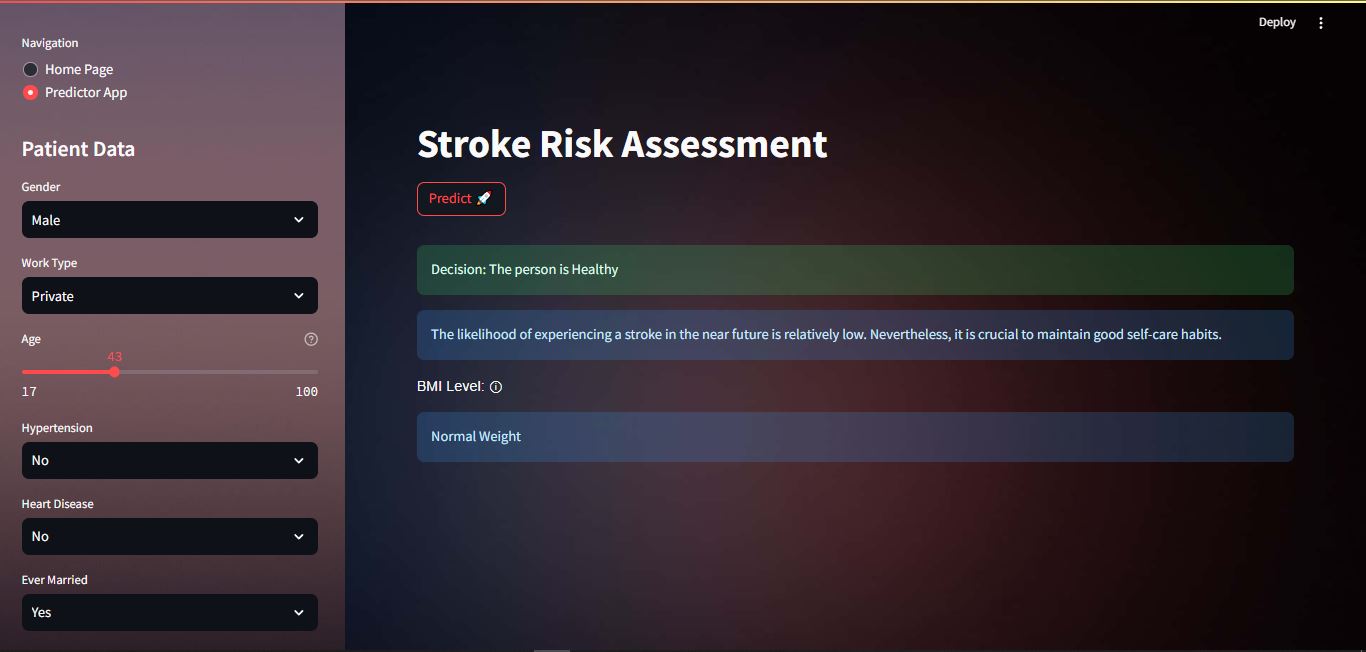 Deploy
Navigation
Home Page
Predictor App
Patient Data
Gender
Male
Work Type
Private
Age
43
17 100
Hypertension
No
Heart Disease
No
Ever Married
Yes
Stroke Risk Assessment
Predict 🚀
Decision: The person is Healthy
The likelihood of experiencing a stroke in the near future is relatively low. Nevertheless, it is crucial to maintain good self-care habits.
BMI Level:
Normal Weight